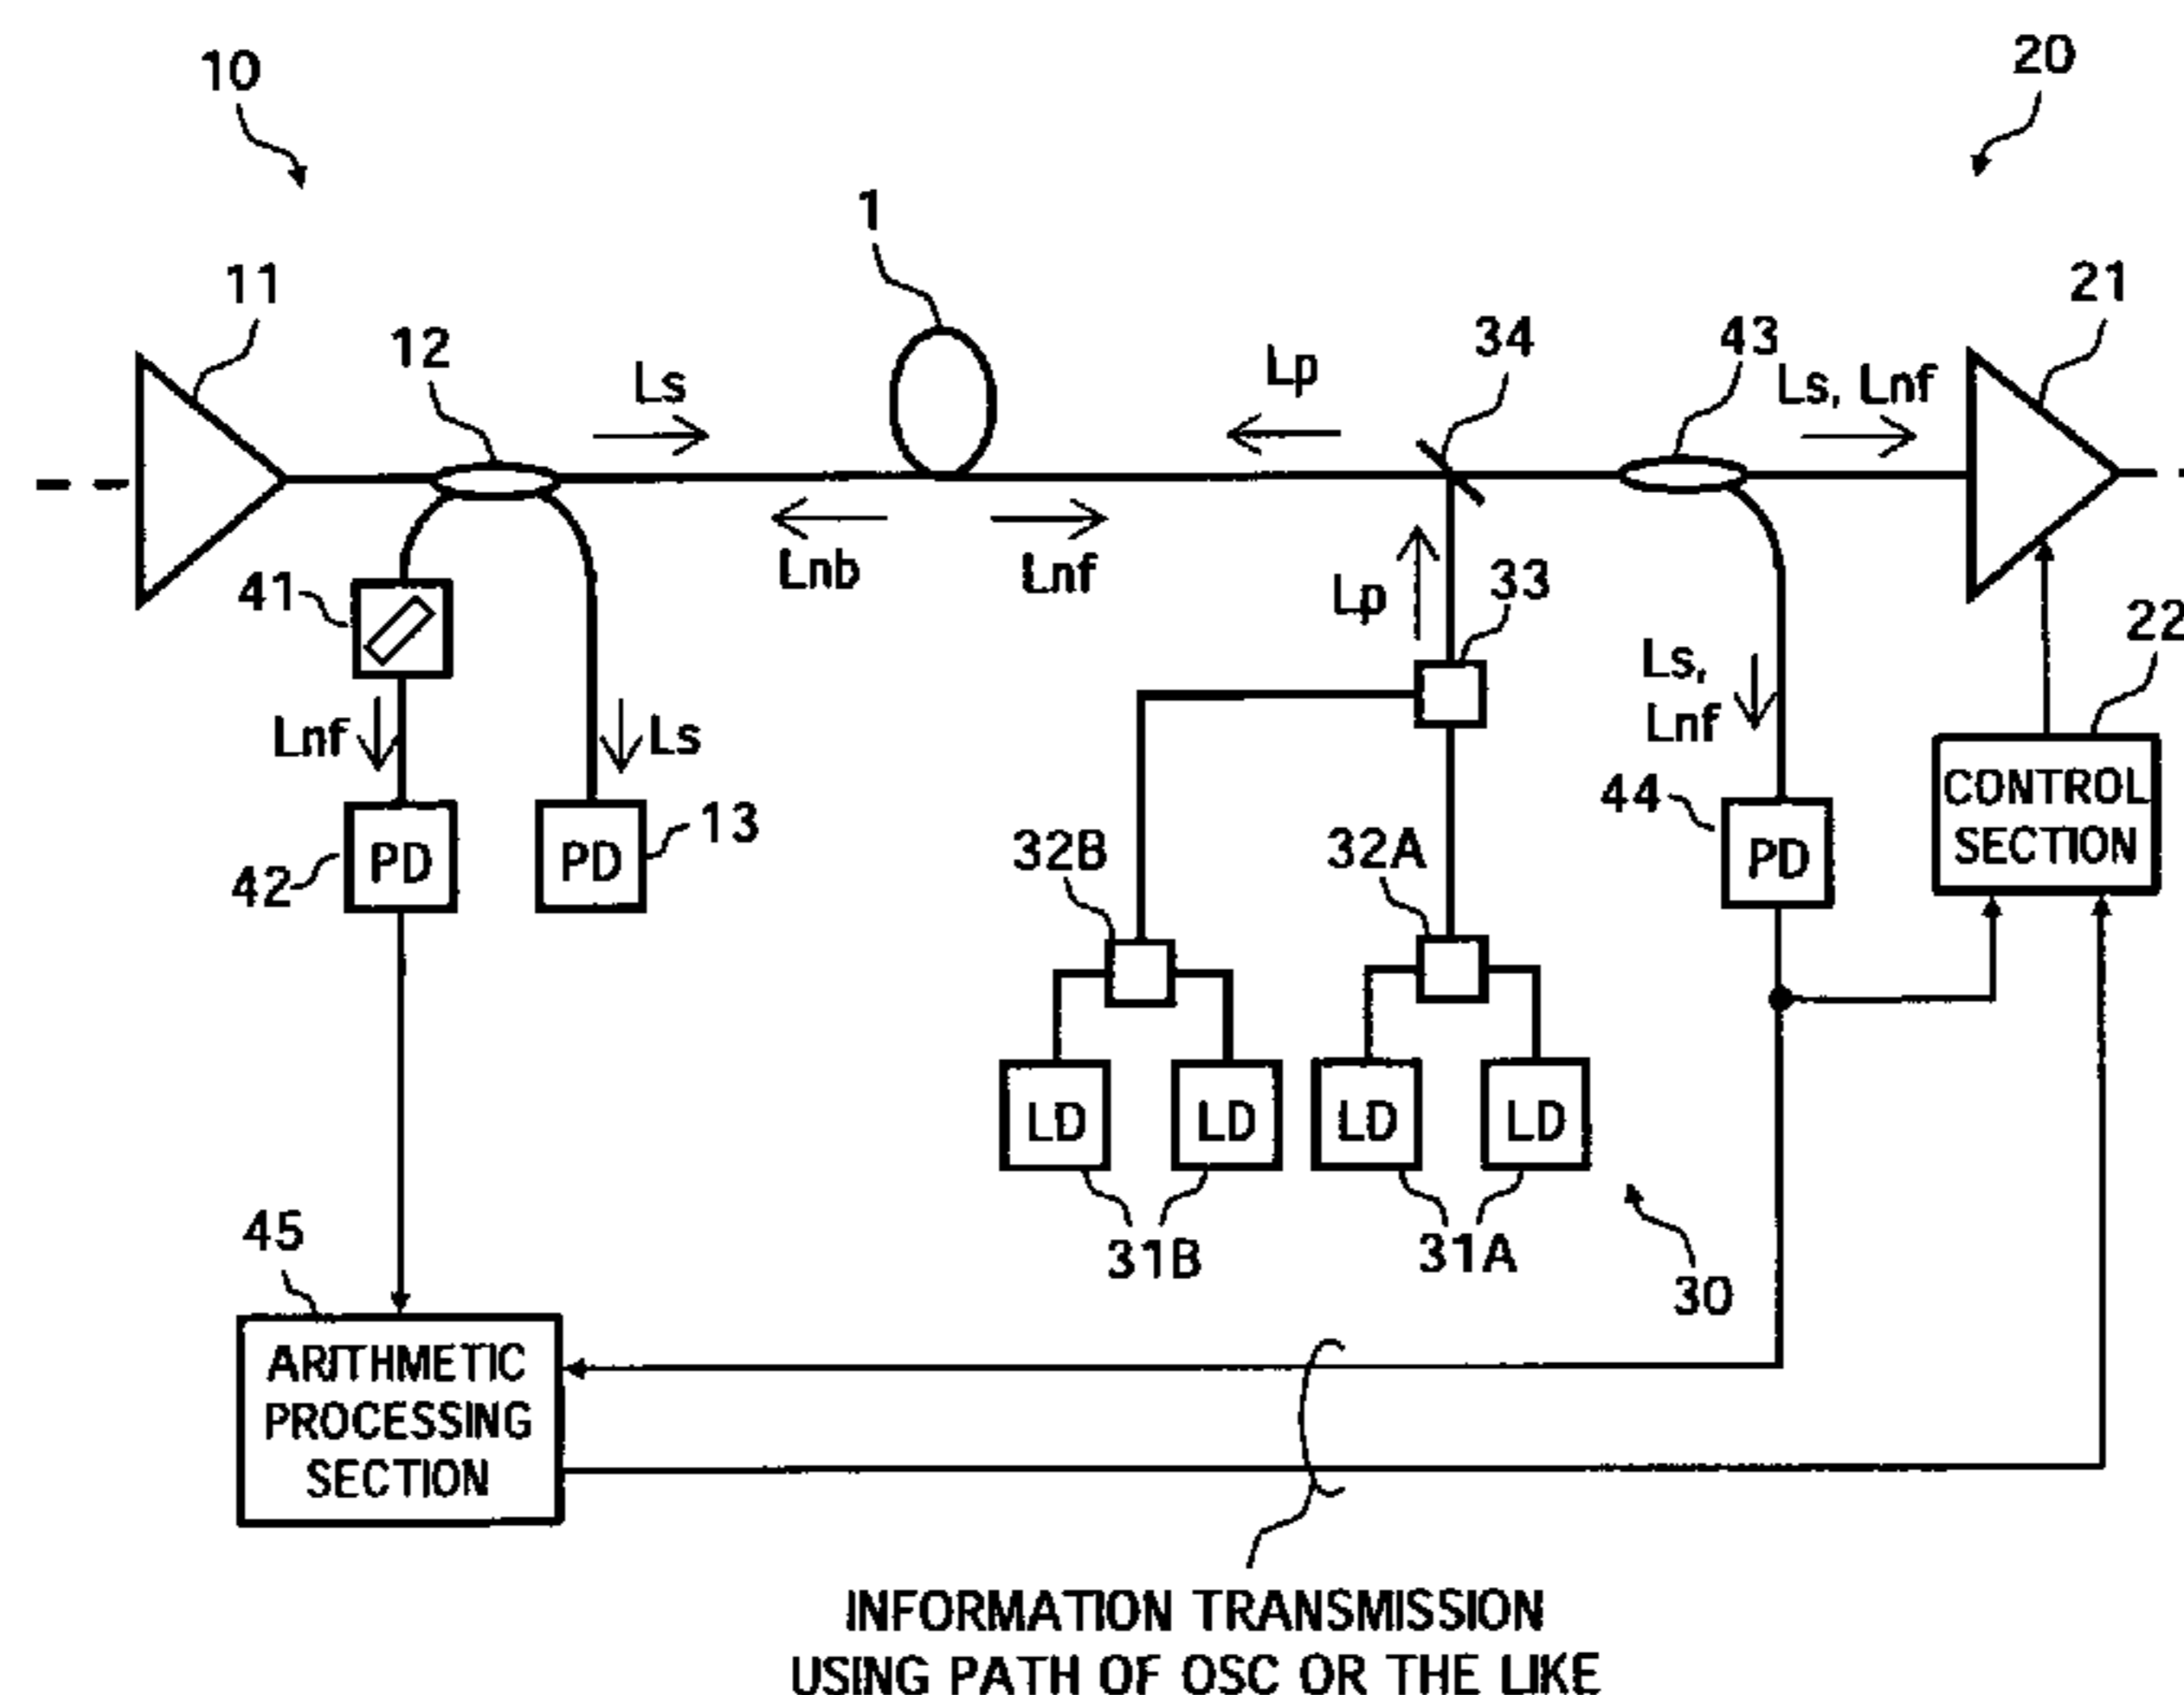 10
20
1
11
12
Ls
Lp
34
43
Ls, Lnf
21
Lnb
Lnf
41
Lp
33
22
Lnf
Ls
Ls,
Lnf
42
PD
PD
13
32B
32A
44
PD
CONTROL
SECTION
LD
LD
LD
LD
31B
31A
30
45
ARITHMETIC
PROCESSING
SECTION
INFORMATION TRANSMISSION
USING PATH OF OSC OR THE LIKE